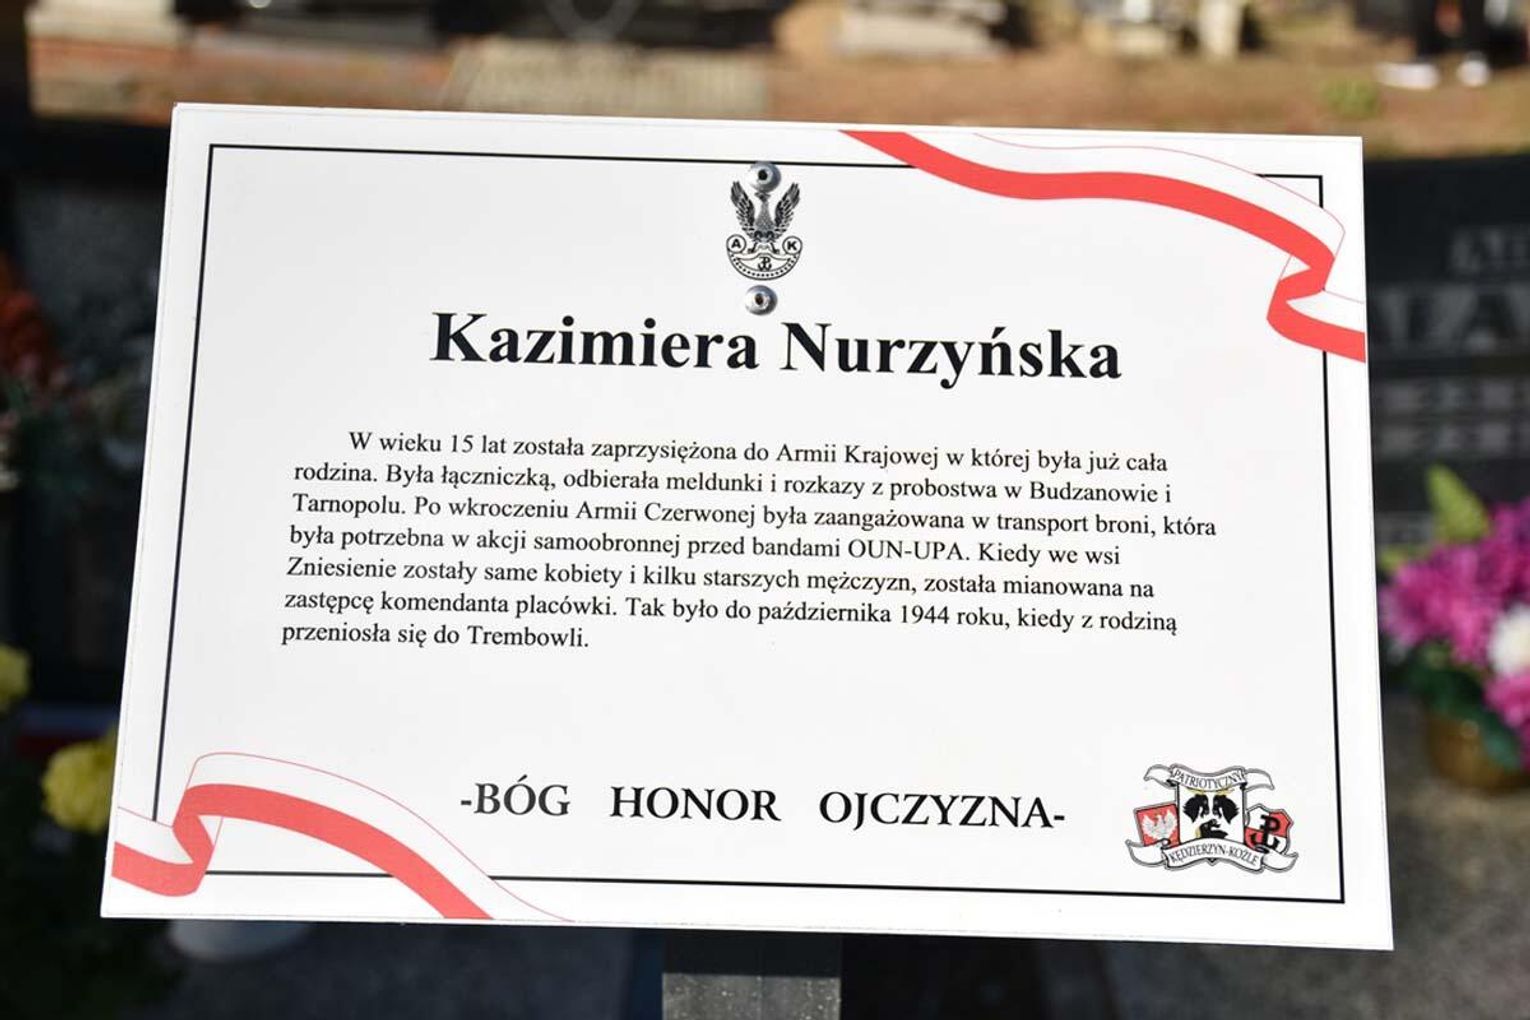 A K
Kazimiera Nurzyńska
W wieku 15 lat została zaprzysiężona do Armii Krajowej w której była już cała
rodzina. Była łączniczką, odbierała meldunki i rozkazy z probostwa w Budzanowie i
Tarnopolu. Po wkroczeniu Armii Czerwonej była zaangażowana w transport broni, która
była potrzebna w akcji samoobronnej przed bandami OUN-UPA. Kiedy we wsi
Zniesienie zostały same kobiety i kilku starszych mężczyzn, została mianowana na
zastępcę komendanta placówki. Tak było do października 1944 roku, kiedy z rodziną
przeniosła się do Trembowli.
-BÓG HONOR OJCZYZNA-
PATRIOTYCZNY
KĘDZIERZYN-KOŹLE